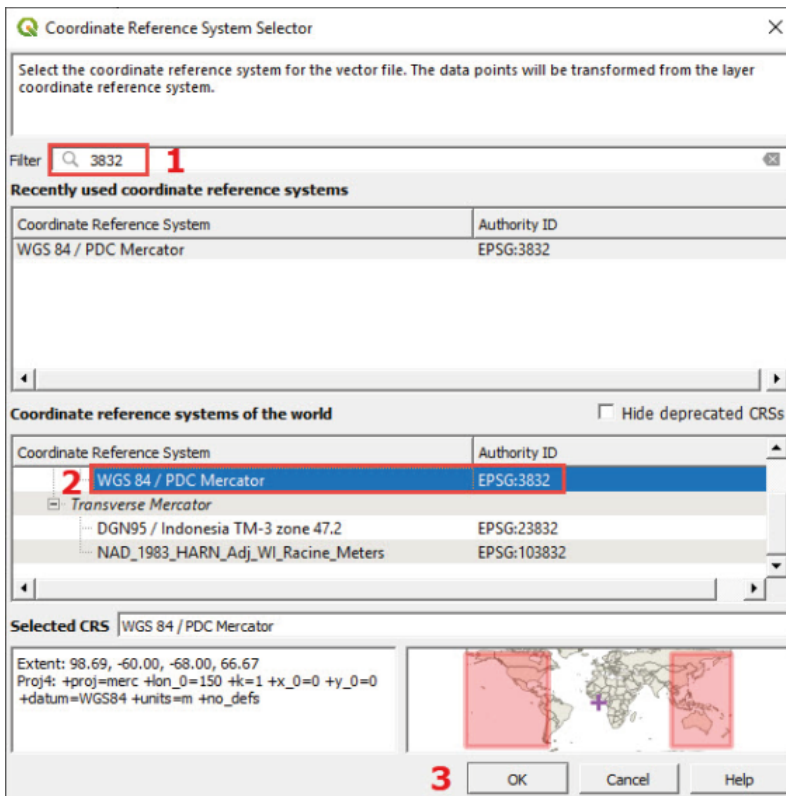 Coordinate Reference System Selector
Select the coordinate reference system for the vector file. The data points will be transformed from the layer
coordinate reference system.
Filter 3832 1
Recently used coordinate reference systems
Coordinate Reference System Authority ID
WGS 84 / PDC Mercator EPSG:3832
Coordinate reference systems of the world Hide deprecated CRSs
Coordinate Reference System Authority ID
2 WGS 84 / PDC Mercator EPSG:3832
Transverse Mercator
DGN95 / Indonesia TM-3 zone 47.2 EPSG:23832
NAD_1983_HARN_Adj_WI_Racine_Meters EPSG:103832
Selected CRS WGS 84 / PDC Mercator
Extent: 98.69, -60.00, -68.00, 66.67
Proj4: +proj=merc +lon_0=150 +k=1 +x_0=0 +y_0=0
+datum=WGS84 +units=m +no_defs
3 OK Cancel Help